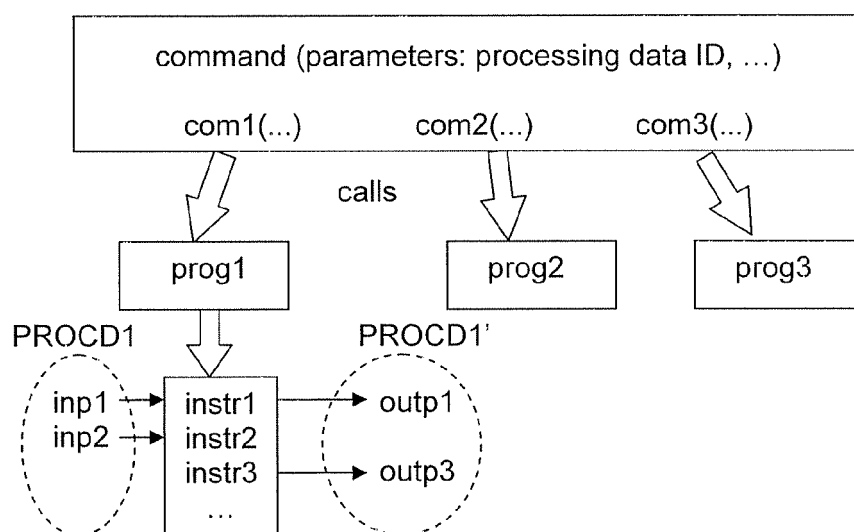 command (parameters: processing data ID, ...)
com1(...) com2(...) com3(...)
calls
prog1 prog2 prog3
PROCD1 PROCD1'
inp1 instr1 outp1
inp2 instr2
instr3 outp3
...